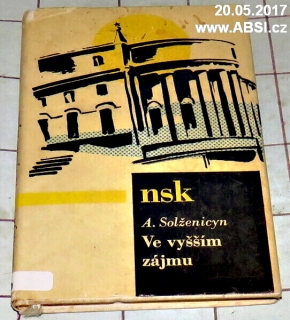 20.05.2017
www.ABSI.cz
nsk
A. Solženicyn
Ve vyšším
zájmu